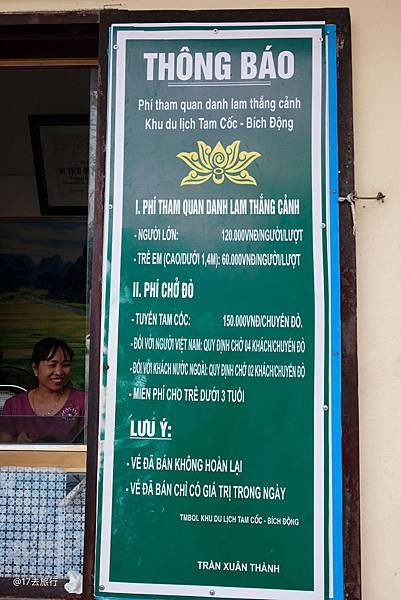 THÔNG BÁO
Phí tham quan danh lam thắng cảnh
Khu du lịch Tam Cốc - Bích Động
I. PHÍ THAM QUAN DANH LAM THẮNG CẢNH
- NGƯỜI LỚN: 120.000VNĐ/NGƯỜI/LƯỢT
- TRẺ EM (CAO/DƯỚI 1,4M): 60.000VNĐ/NGƯỜI/LƯỢT
II. PHÍ CHỞ ĐÒ
- TUYẾN TAM CỐC: 150.000VNĐ/CHUYẾN ĐÒ.
- ĐỐI VỚI NGƯỜI VIỆT NAM: QUY ĐỊNH CHỞ 04 KHÁCH/CHUYẾN ĐÒ
- ĐỐI VỚI KHÁCH NƯỚC NGOÀI: QUY ĐỊNH CHỞ 02 KHÁCH/CHUYẾN ĐÒ
- MIỄN PHÍ CHO TRẺ DƯỚI 3 TUỔI
LƯU Ý:
- VÉ ĐÃ BÁN KHÔNG HOÀN LẠI
- VÉ ĐÃ BÁN CHỈ CÓ GIÁ TRỊ TRONG NGÀY
TMBQL KHU DU LỊCH TAM CỐC - BÍCH ĐỘNG
TRẦN XUÂN THÀNH
@17去旅行